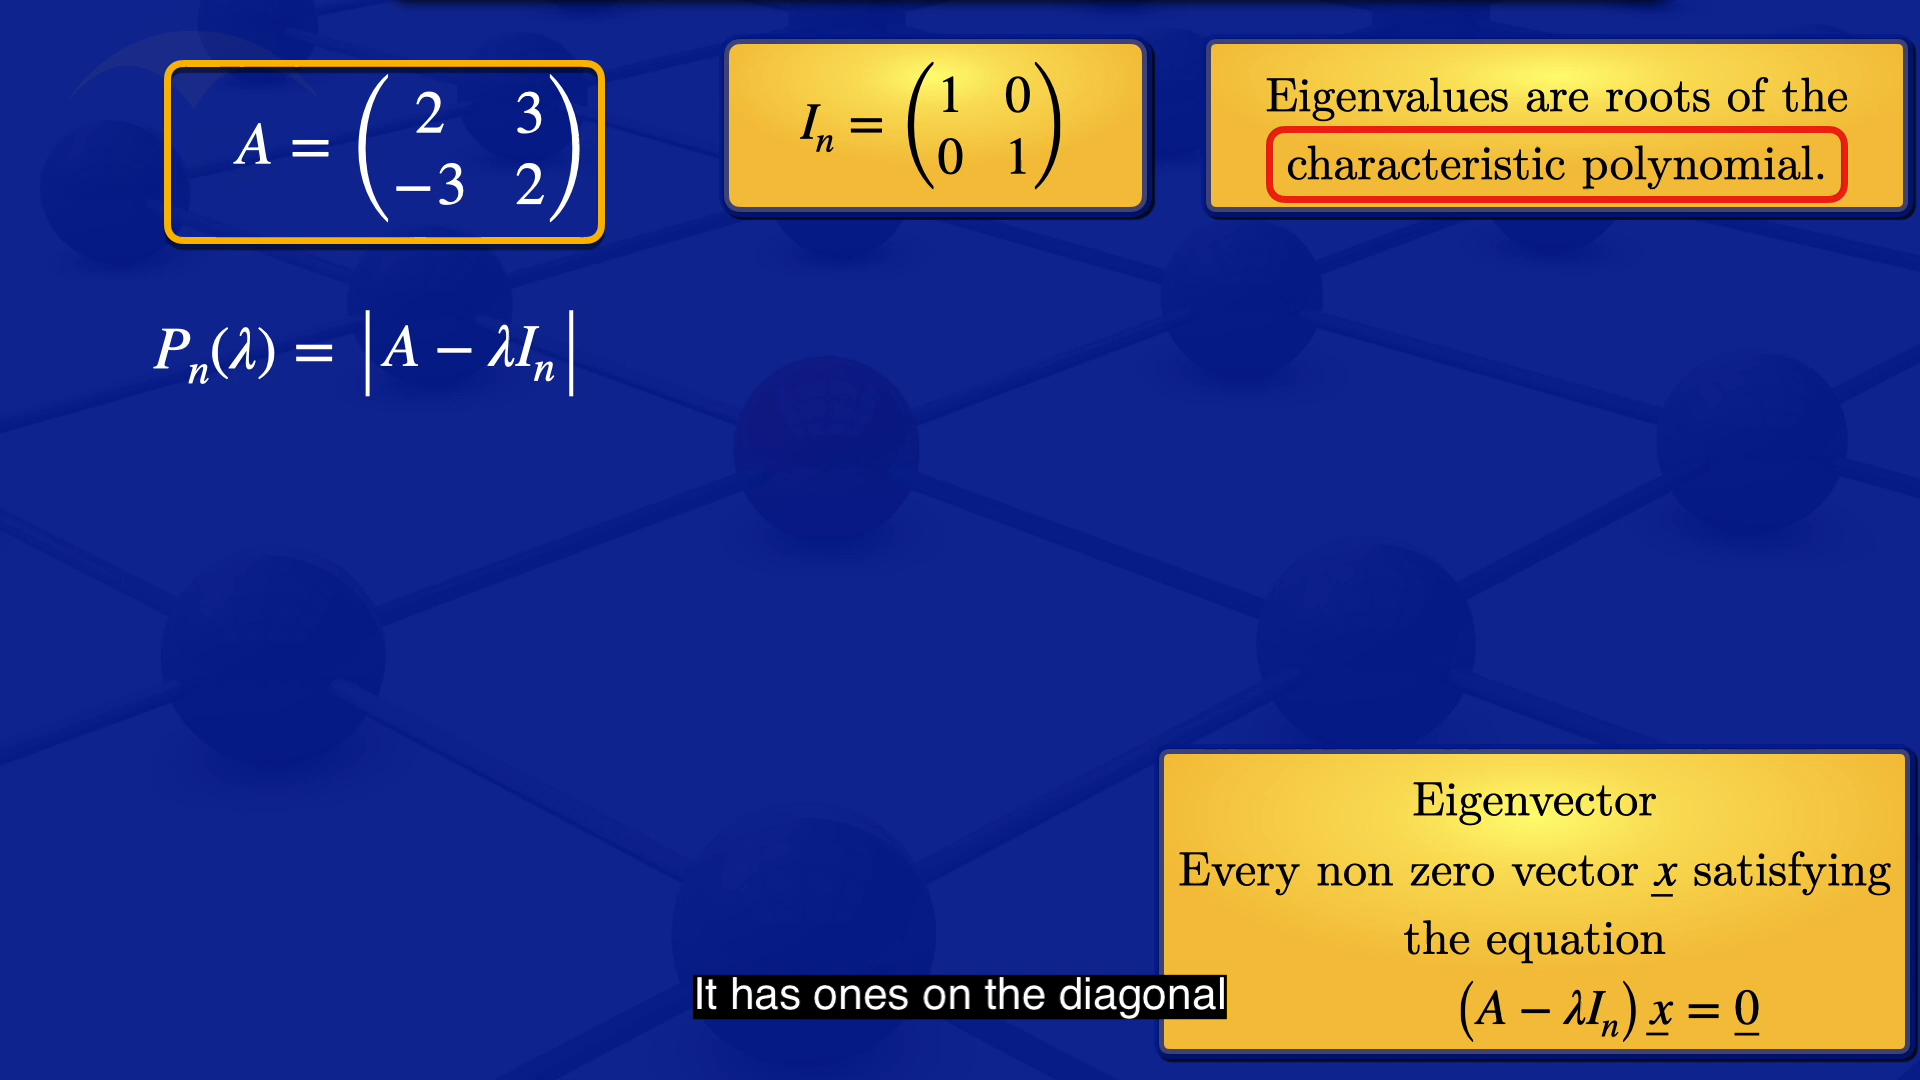 A = ( 2 3
−3 2 )
I_n = ( 1 0
0 1 )
Eigenvalues are roots of the
characteristic polynomial.
P_n(λ) = |A − λI_n|
Eigenvector
Every non zero vector x satisfying
the equation
(A − λI_n) x = 0
It has ones on the diagonal